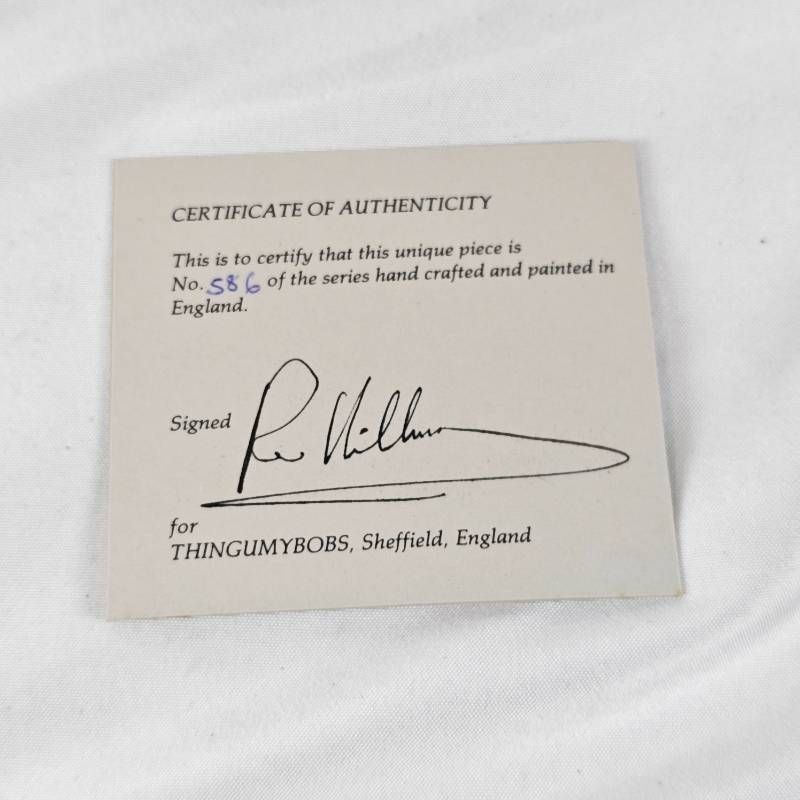 CERTIFICATE OF AUTHENTICITY
This is to certify that this unique piece is
No. 586 of the series hand crafted and painted in
England.
Signed
for
THINGUMYBOBS, Sheffield, England